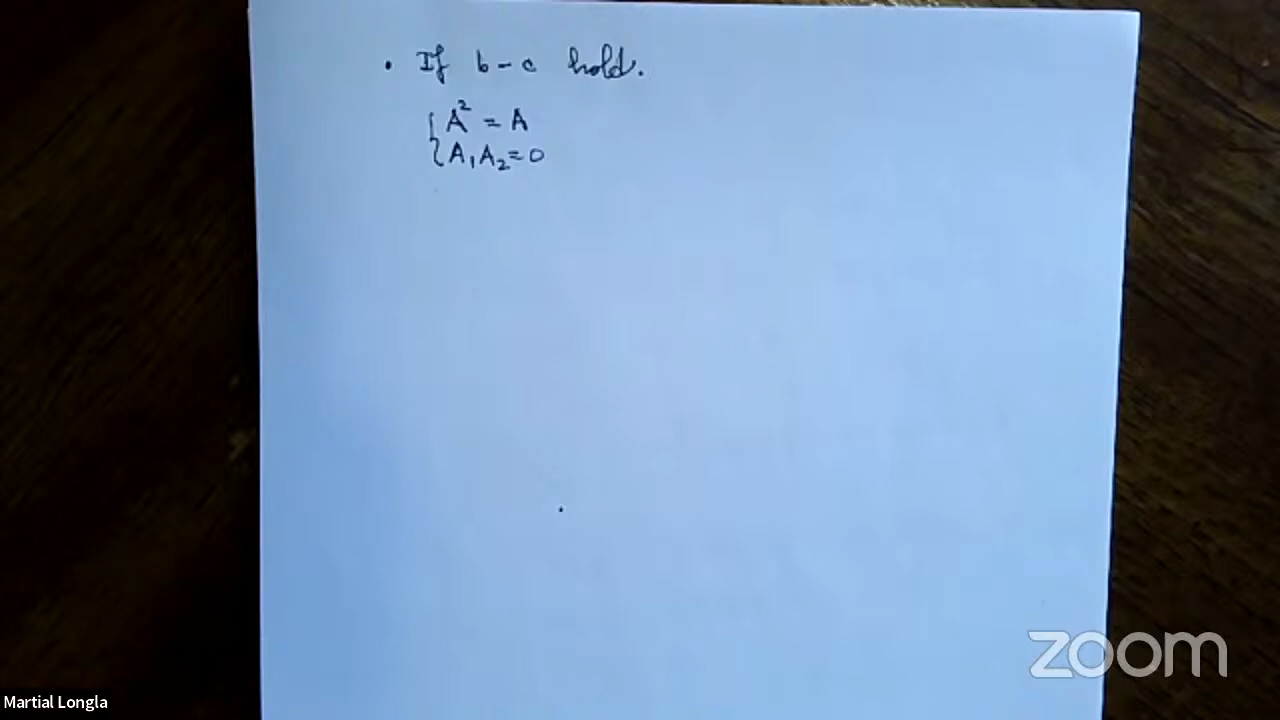 • If b-c hold.
{ A² = A
A₁A₂=0
zoom
Martial Longla